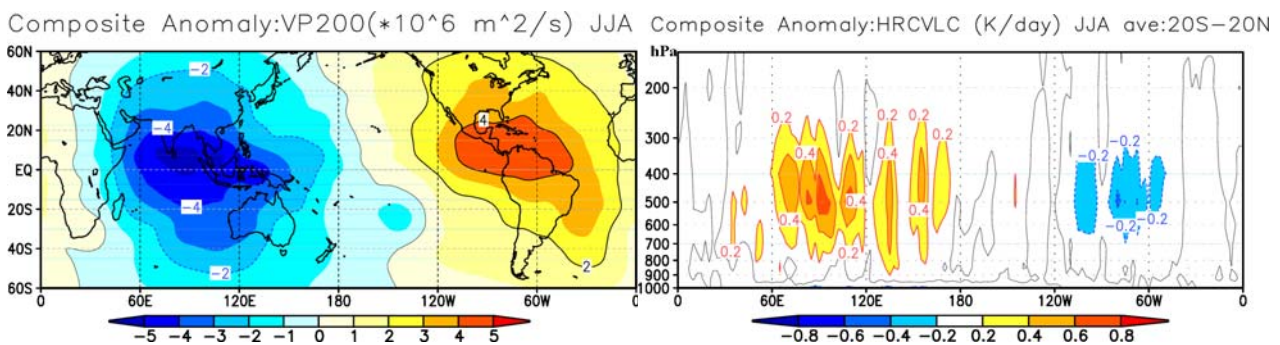 Composite Anomaly:VP200(*10^6 m^2/s) JJA
60N
40N
20N
EQ
20S
40S
60S
-2
-4
-4
-2
4
2
0 60E 120E 180 120W 60W 0
-5 -4 -3 -2 -1 0 1 2 3 4 5
Composite Anomaly:HRCVLC (K/day) JJA ave:20S-20N
hPa
200
300
400
500
600
700
800
900
1000
0.2 0.2 0.2 0.2
0.4 0.4
0.4 0.4 0.4
0.2 0.2 0.2 0.2
-0.2 -0.2
-0.2 -0.2
0 60E 120E 180 120W 60W 0
-0.8 -0.6 -0.4 -0.2 0.2 0.4 0.6 0.8